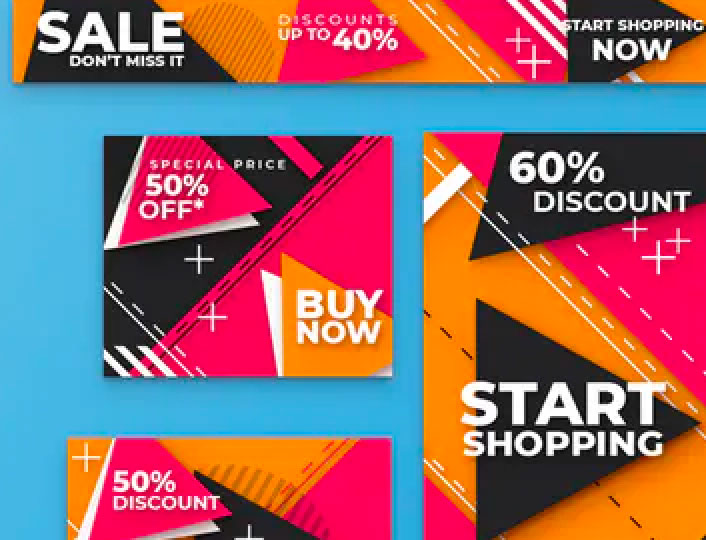 SALE
DON'T MISS IT
DISCOUNTS
UP TO 40%
START SHOPPING
NOW
SPECIAL PRICE
50%
OFF*
BUY
NOW
60%
DISCOUNT
START
SHOPPING
50%
DISCOUNT